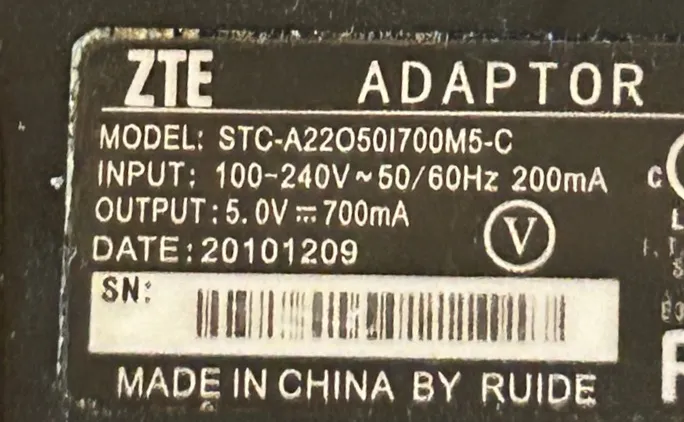 ZTE ADAPTOR
MODEL: STC-A22O50I700M5-C
INPUT: 100-240V~50/60Hz 200mA
OUTPUT:5.0V⎓700mA
DATE:20101209
V
SN:
MADE IN CHINA BY RUIDE